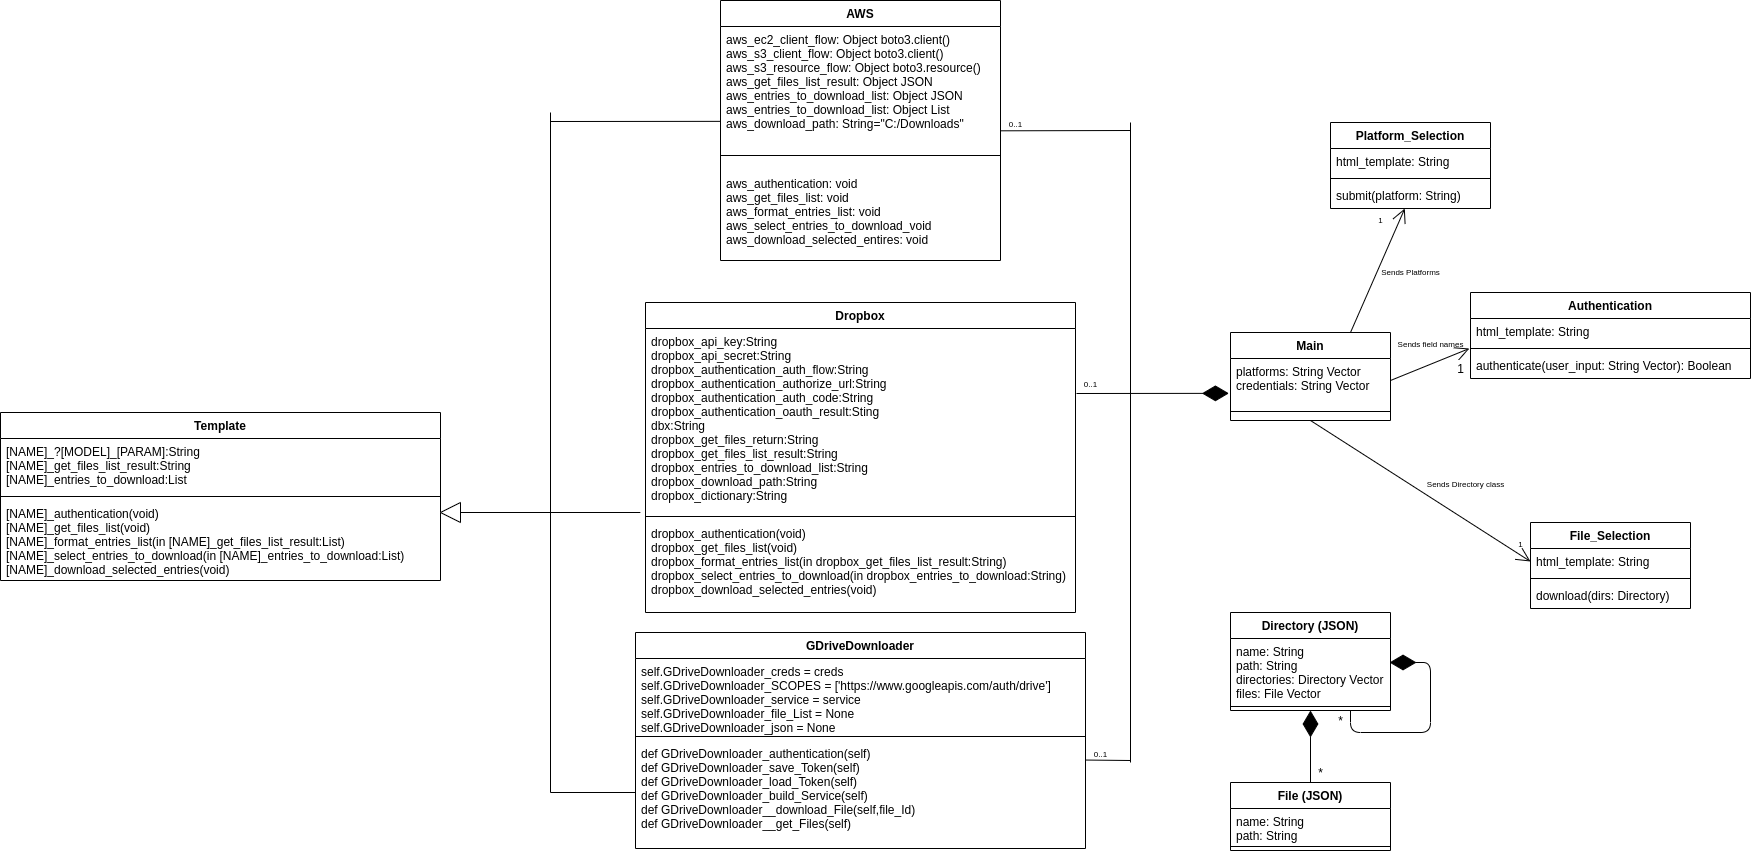 AWS
aws_ec2_client_flow: Object boto3.client()
aws_s3_client_flow: Object boto3.client()
aws_s3_resource_flow: Object boto3.resource()
aws_get_files_list_result: Object JSON
aws_entries_to_download_list: Object JSON
aws_entries_to_download_list: Object List
aws_download_path: String="C:/Downloads"
aws_authentication: void
aws_get_files_list: void
aws_format_entries_list: void
aws_select_entries_to_download_void
aws_download_selected_entires: void
0..1
Platform_Selection
html_template: String
submit(platform: String)
1
Sends Platforms
Authentication
html_template: String
authenticate(user_input: String Vector): Boolean
Sends field names
1
Main
platforms: String Vector
credentials: String Vector
Dropbox
dropbox_api_key:String
dropbox_api_secret:String
dropbox_authentication_auth_flow:String
dropbox_authentication_authorize_url:String
dropbox_authentication_auth_code:String
dropbox_authentication_oauth_result:Sting
dbx:String
dropbox_get_files_return:String
dropbox_get_files_list_result:String
dropbox_entries_to_download_list:String
dropbox_download_path:String
dropbox_dictionary:String
dropbox_authentication(void)
dropbox_get_files_list(void)
dropbox_format_entries_list(in dropbox_get_files_list_result:String)
dropbox_select_entries_to_download(in dropbox_entries_to_download:String)
dropbox_download_selected_entries(void)
0..1
Template
[NAME]_?[MODEL]_[PARAM]:String
[NAME]_get_files_list_result:String
[NAME]_entries_to_download:List
[NAME]_authentication(void)
[NAME]_get_files_list(void)
[NAME]_format_entries_list(in [NAME]_get_files_list_result:List)
[NAME]_select_entries_to_download(in [NAME]_entries_to_download:List)
[NAME]_download_selected_entries(void)
Sends Directory class
1
File_Selection
html_template: String
download(dirs: Directory)
GDriveDownloader
self.GDriveDownloader_creds = creds
self.GDriveDownloader_SCOPES = ['https://www.googleapis.com/auth/drive']
self.GDriveDownloader_service = service
self.GDriveDownloader_file_List = None
self.GDriveDownloader_json = None
def GDriveDownloader_authentication(self)
def GDriveDownloader_save_Token(self)
def GDriveDownloader_load_Token(self)
def GDriveDownloader_build_Service(self)
def GDriveDownloader__download_File(self,file_Id)
def GDriveDownloader__get_Files(self)
0..1
Directory (JSON)
name: String
path: String
directories: Directory Vector
files: File Vector
*
*
File (JSON)
name: String
path: String